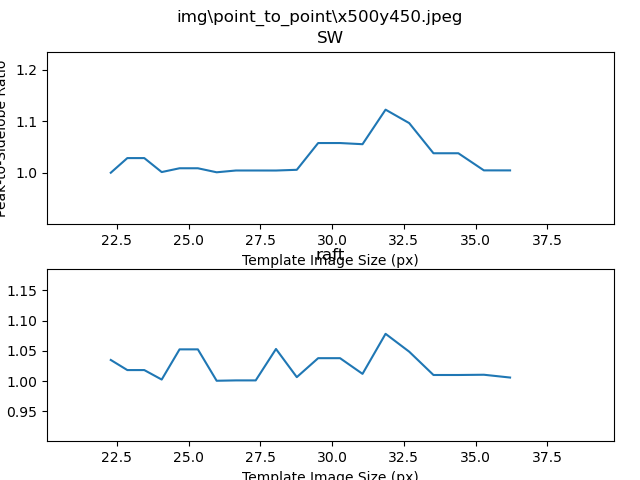 img\point_to_point\x500y450.jpeg
SW
Peak-to-Sidelobe Ratio
1.2
1.1
1.0
22.5 25.0 27.5 30.0 32.5 35.0 37.5
Template Image Size (px)
raft
1.15
1.10
1.05
1.00
0.95
22.5 25.0 27.5 30.0 32.5 35.0 37.5
Template Image Size (px)